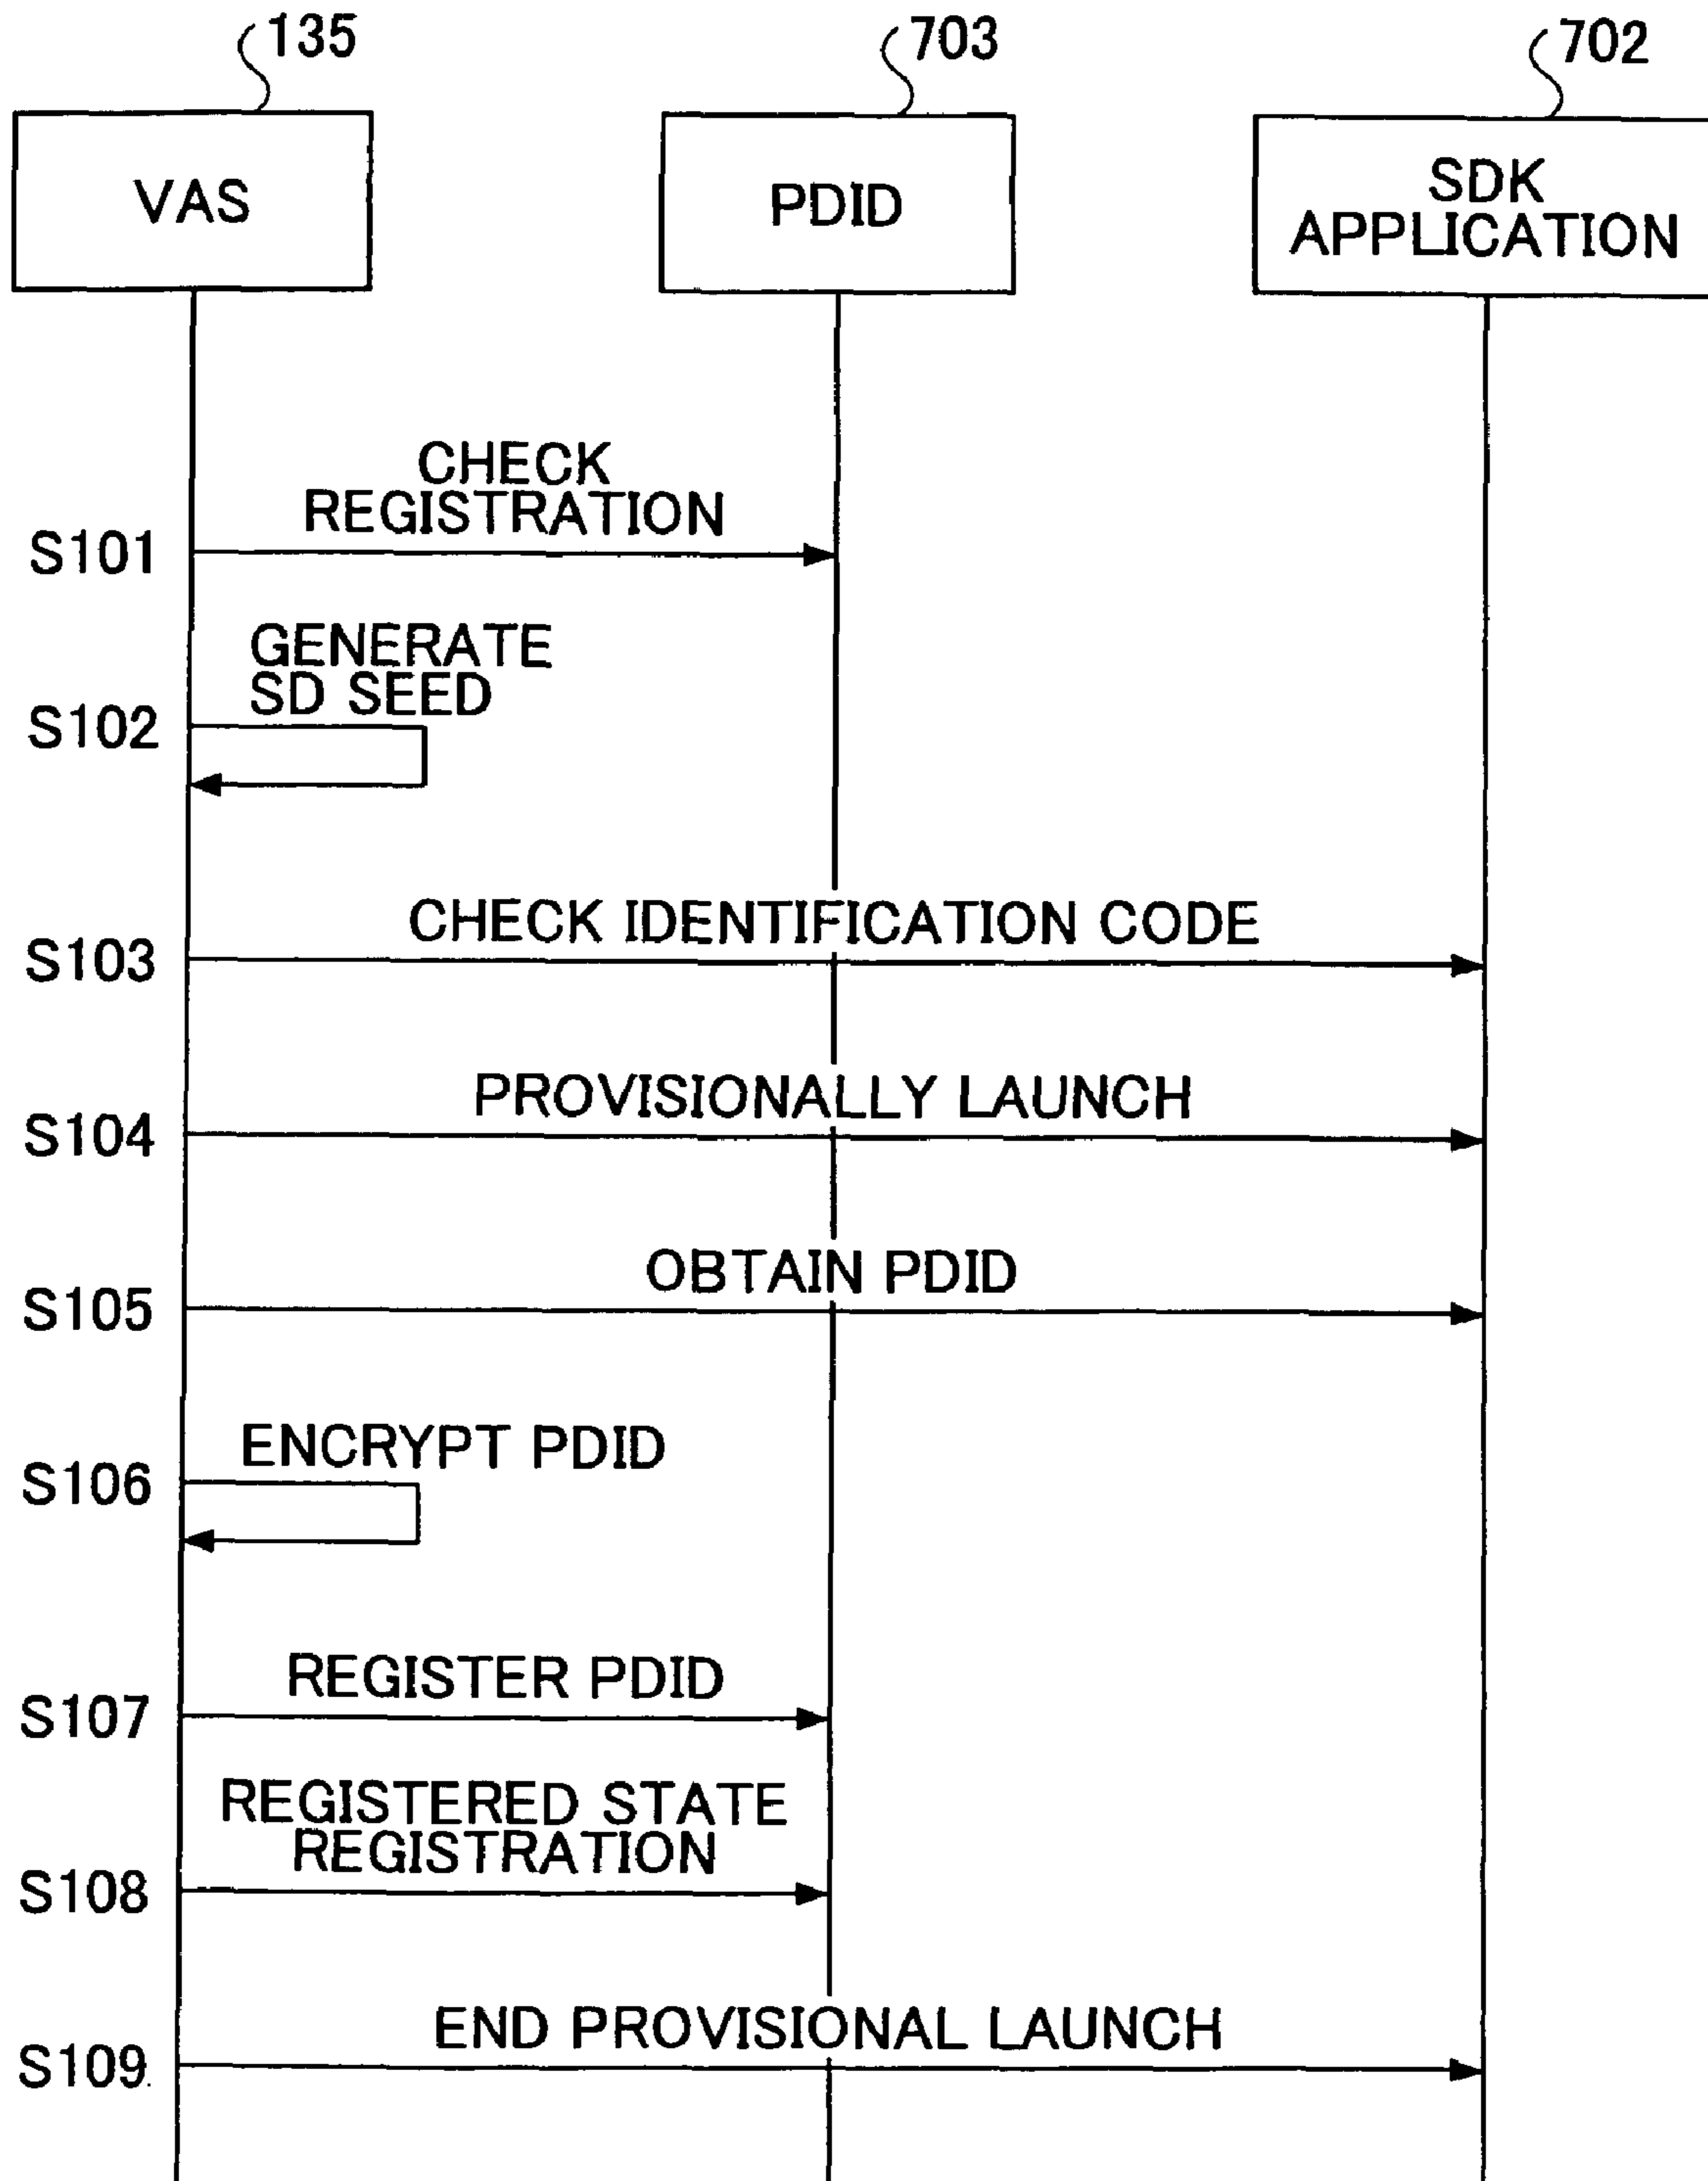 135
703
702
VAS
PDID
SDK
APPLICATION
CHECK
REGISTRATION
S101
GENERATE
SD SEED
S102
CHECK IDENTIFICATION CODE
S103
PROVISIONALLY LAUNCH
S104
OBTAIN PDID
S105
ENCRYPT PDID
S106
REGISTER PDID
S107
REGISTERED STATE
REGISTRATION
S108
END PROVISIONAL LAUNCH
S109